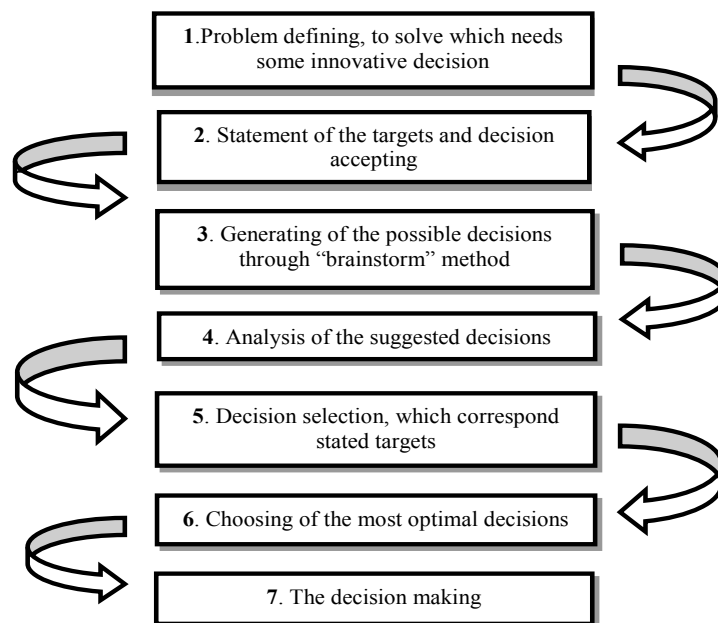 1.Problem defining, to solve which needs
some innovative decision
2. Statement of the targets and decision
accepting
3. Generating of the possible decisions
through “brainstorm” method
4. Analysis of the suggested decisions
5. Decision selection, which correspond
stated targets
6. Choosing of the most optimal decisions
7. The decision making